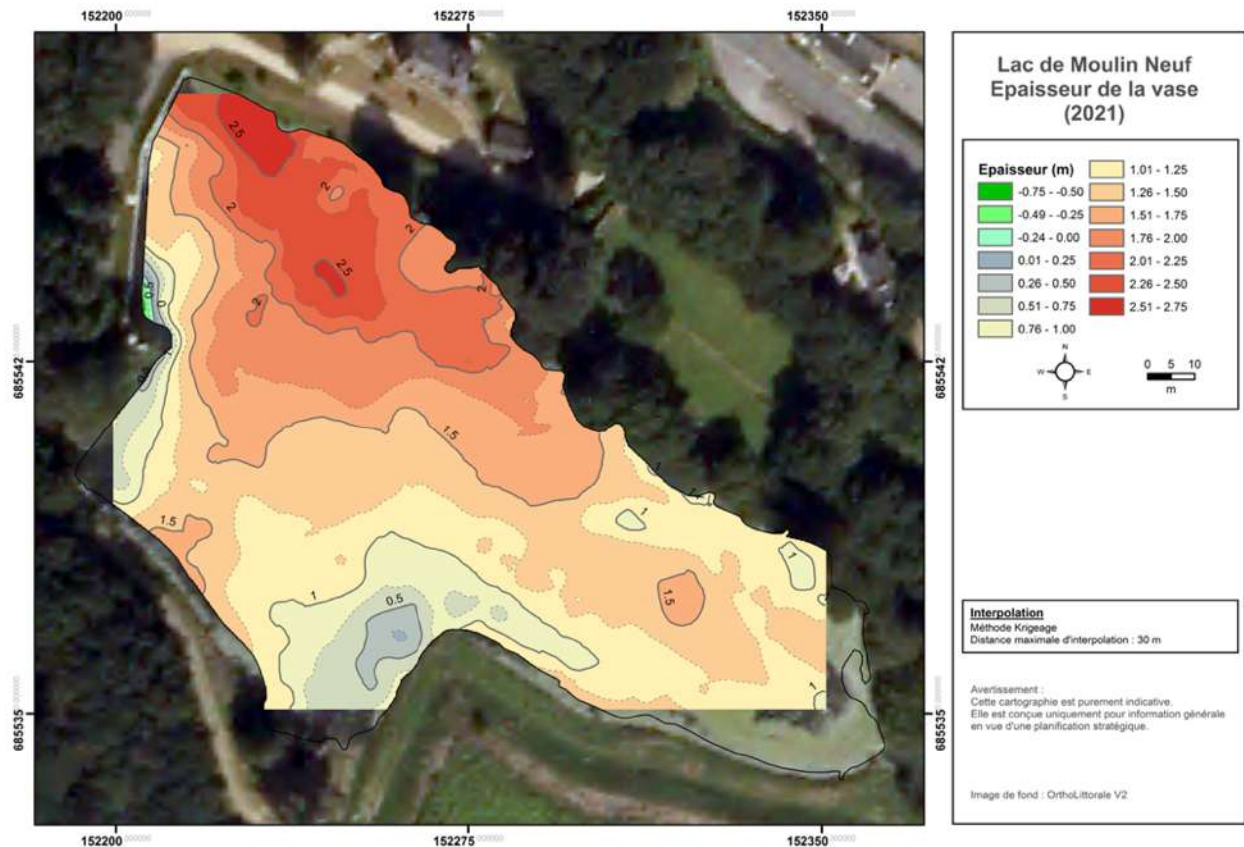 152200
152275
152350
685542
685535
685542
685535
2.5
2
2
2
2.5
2
2
0.5
0
0.5
1.5
1.5
1
0.5
1
1
1
1
1.5
1
Lac de Moulin Neuf
Epaisseur de la vase
(2021)
Epaisseur (m)
-0.75 - -0.50
-0.49 - -0.25
-0.24 - 0.00
0.01 - 0.25
0.26 - 0.50
0.51 - 0.75
0.76 - 1.00
1.01 - 1.25
1.26 - 1.50
1.51 - 1.75
1.76 - 2.00
2.01 - 2.25
2.26 - 2.50
2.51 - 2.75
N
W E
S
0 5 10
m
Interpolation
Méthode Krigeage
Distance maximale d'interpolation : 30 m
Avertissement :
Cette cartographie est purement indicative.
Elle est conçue uniquement pour information générale
en vue d'une planification stratégique.
Image de fond : OrthoLittorale V2
152200
152275
152350